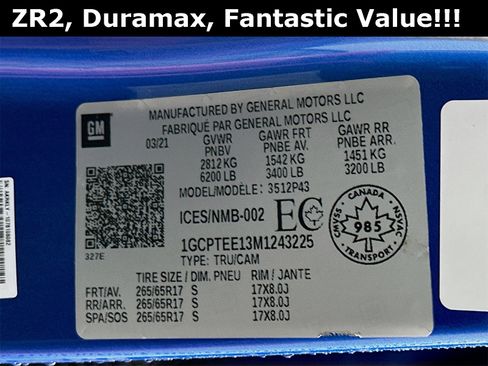 ZR2, Duramax, Fantastic Value!!!
GM
MANUFACTURED BY GENERAL MOTORS LLC
FABRIQUÉ PAR GENERAL MOTORS LLC
03/21
GVWR GAWR FRT GAWR RR
PNBV PNBE AV. PNBE ARR.
2812 KG 1542 KG 1451 KG
6200 LB 3400 LB 3200 LB
MODEL/MODÈLE: 3512P43
ICES/NMB-002 EC
CANADA
SVMAC 985 NSVAC
TRANSPORT
327E
1GCPTEE13M1243225
TYPE: TRU/CAM
TIRE SIZE / DIM. PNEU RIM / JANTE
FRT/AV. 265/65R17 S 17X8.0J
RR/ARR. 265/65R17 S 17X8.0J
SPA/SOS 265/65R17 S 17X8.0J